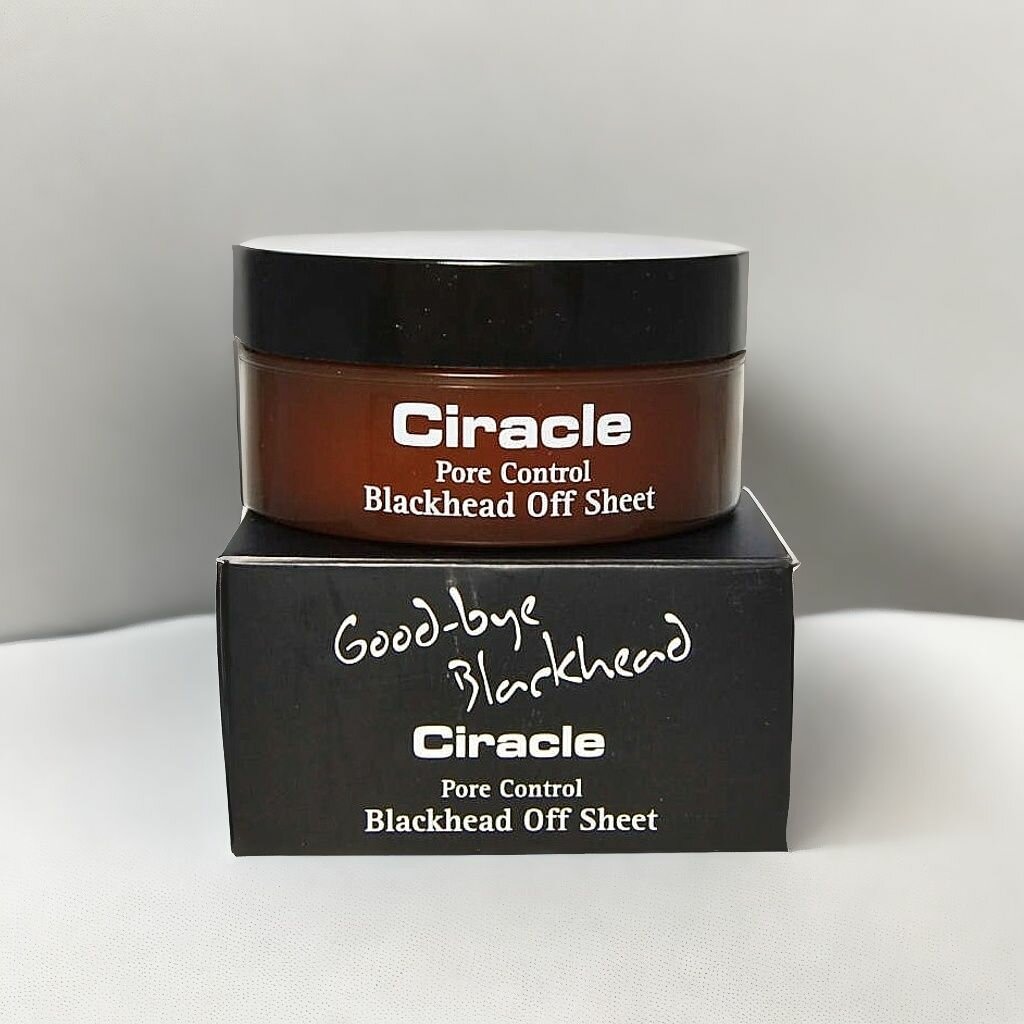 Ciracle
Pore Control
Blackhead Off Sheet
Good-bye
Blackhead
Ciracle
Pore Control
Blackhead Off Sheet